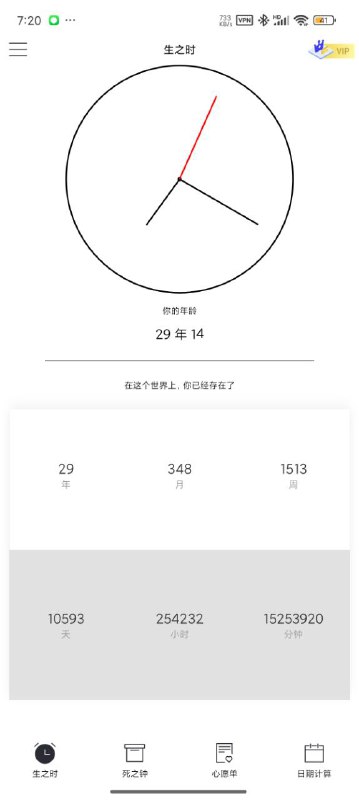 7:20 ···
733 KB/s VPN HD 41
生之时
VIP
你的年龄
29 年 14
在这个世界上, 你已经存在了
29 348 1513
年 月 周
10593 254232 15253920
天 小时 分钟
生之时 死之钟 心愿单 日期计算